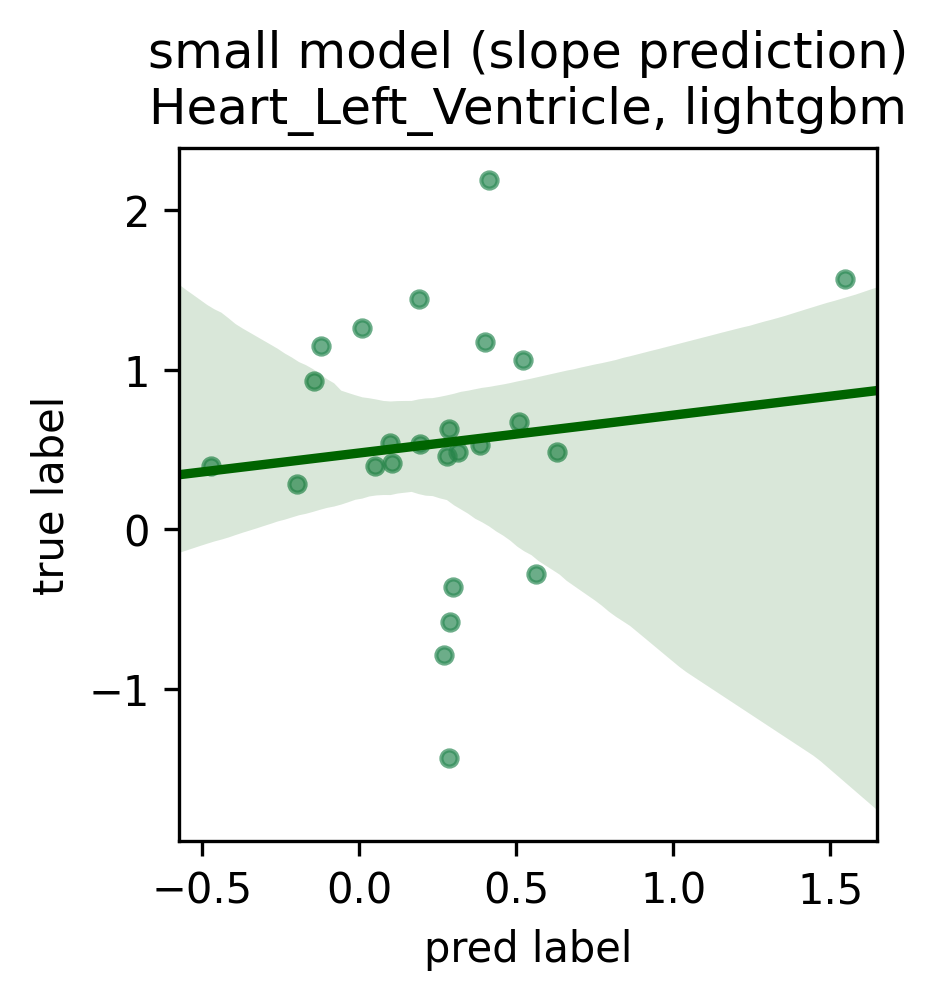 small model (slope prediction)
Heart_Left_Ventricle, lightgbm
2
1
0
−1
true label
−0.5 0.0 0.5 1.0 1.5
pred label